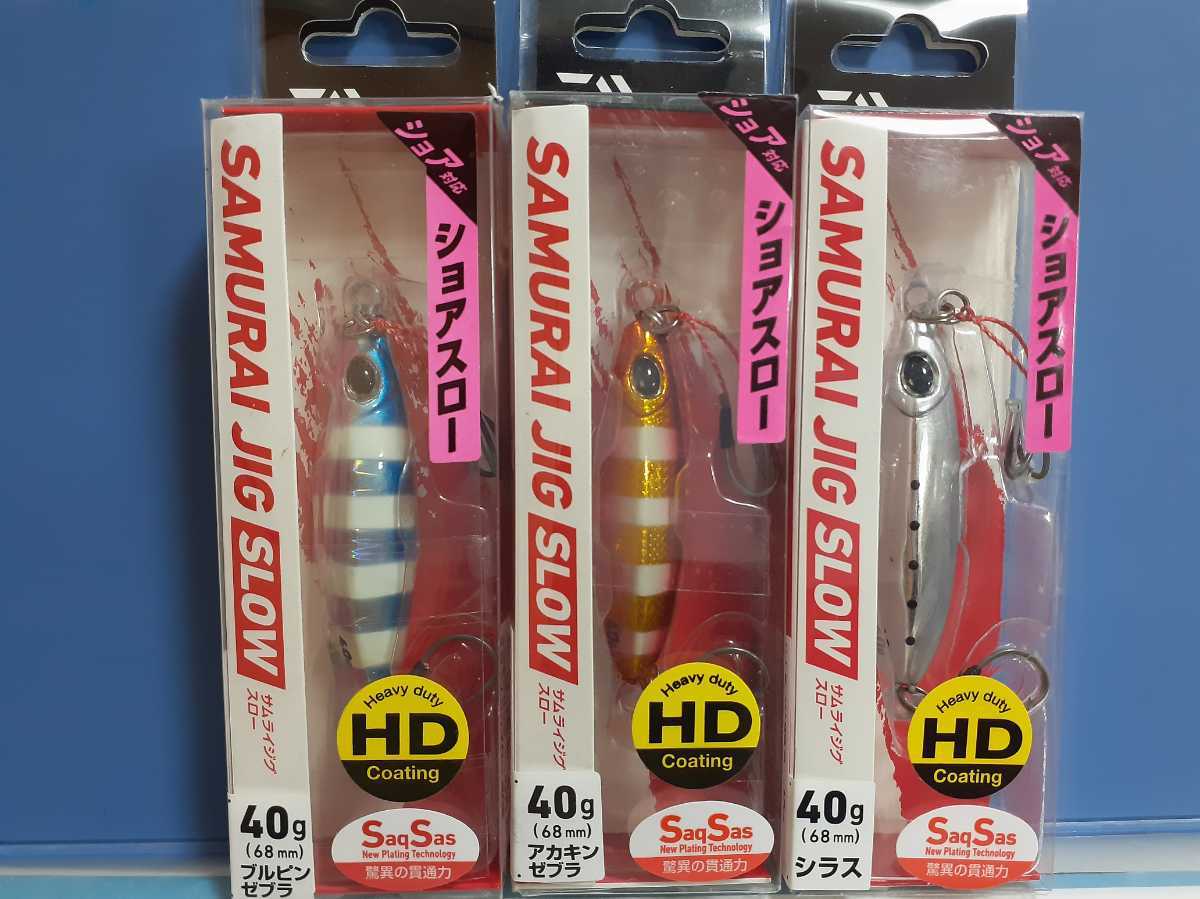 ショア対応
ショアスロー
SAMURAI JIG SLOW
サムライジグ
スロー
Heavy duty
HD
Coating
40g
(68mm)
ブルピン
ゼブラ
SaqSas
New Plating Technology
驚異の貫通力
ショア対応
ショアスロー
SAMURAI JIG SLOW
サムライジグ
スロー
Heavy duty
HD
Coating
40g
(68mm)
アカキン
ゼブラ
SaqSas
New Plating Technology
驚異の貫通力
ショア対応
ショアスロー
SAMURAI JIG SLOW
サムライジグ
スロー
Heavy duty
HD
Coating
40g
(68mm)
シラス
SaqSas
New Plating Technology
驚異の貫通力